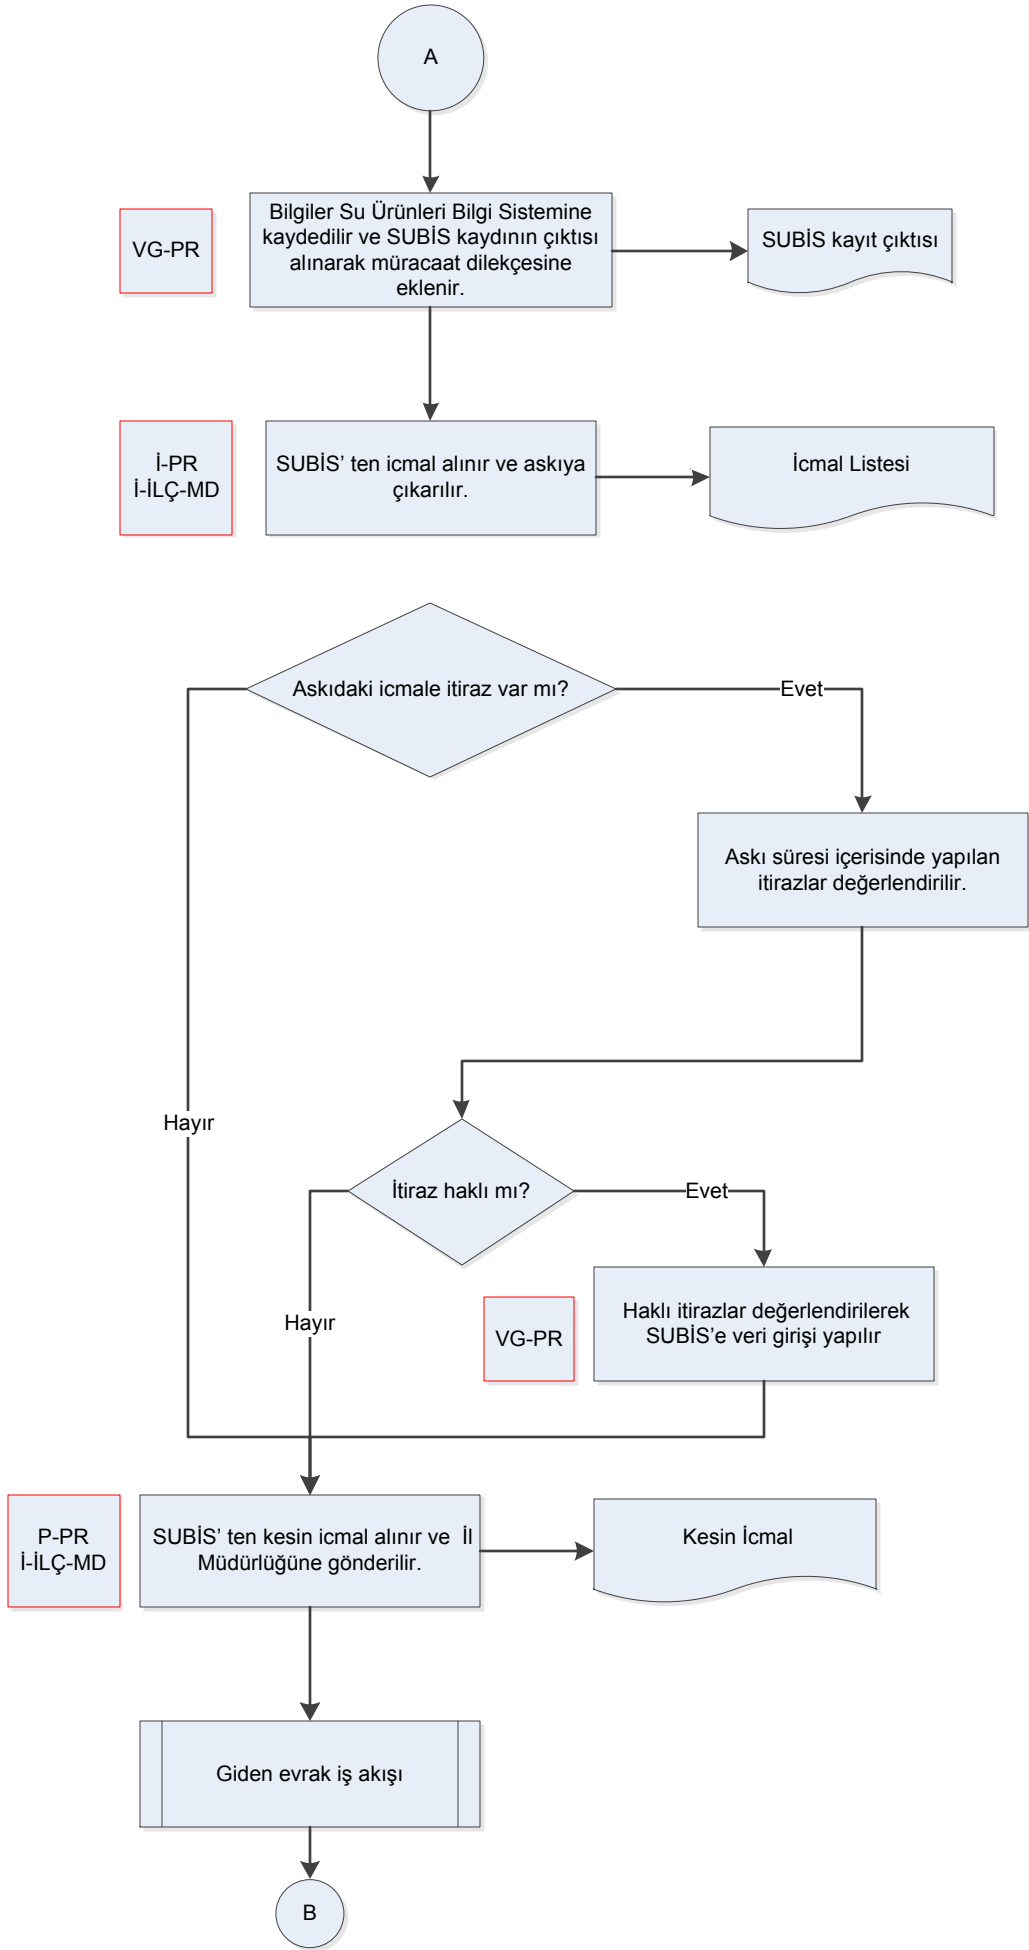 A
Bilgiler Su Ürünleri Bilgi Sistemine
kaydedilir ve SUBİS kaydının çıktısı
alınarak müracaat dilekçesine
eklenir.
VG-PR
SUBİS kayıt çıktısı
İ-PR
İ-İLÇ-MD
SUBİS’ ten icmal alınır ve askıya
çıkarılır.
İcmal Listesi
Askıdaki icmale itiraz var mı?
Evet
Askı süresi içerisinde yapılan
itirazlar değerlendirilir.
Hayır
İtiraz haklı mı?
Evet
Hayır
VG-PR
Haklı itirazlar değerlendirilerek
SUBİS’e veri girişi yapılır
P-PR
İ-İLÇ-MD
SUBİS’ ten kesin icmal alınır ve  İl
Müdürlüğüne gönderilir.
Kesin İcmal
Giden evrak iş akışı
B